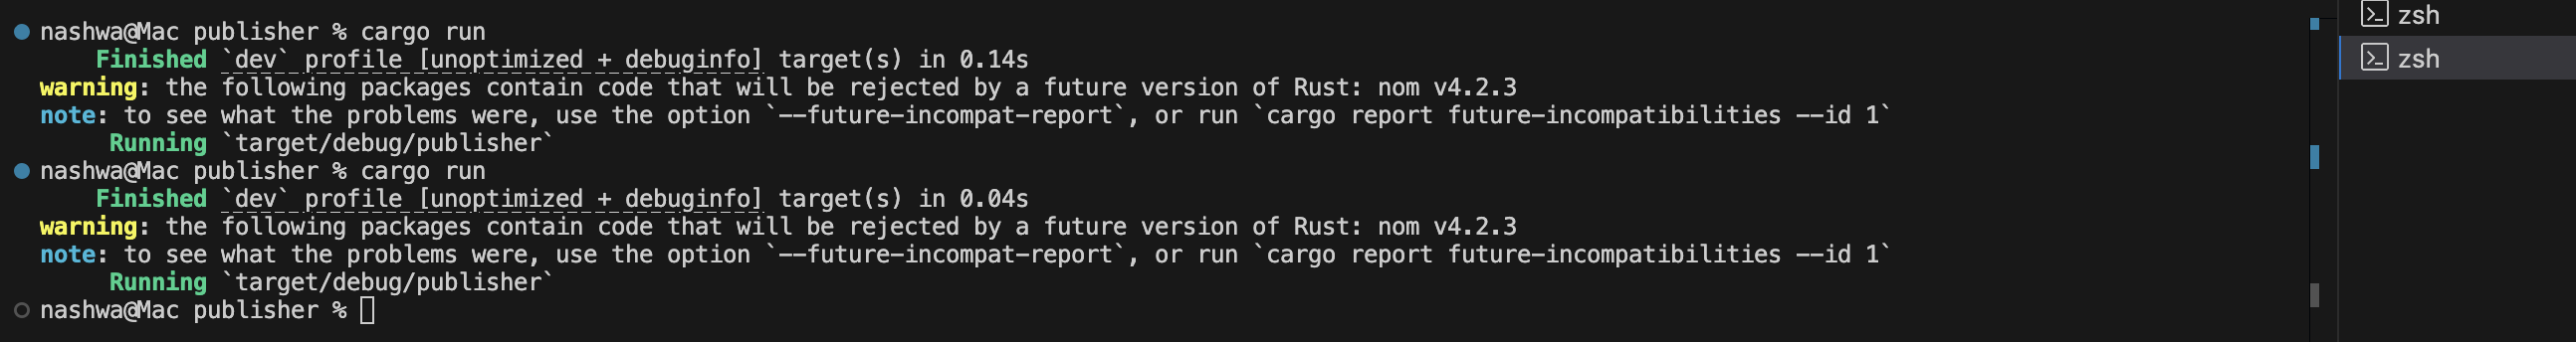 nashwa@Mac publisher % cargo run
Finished `dev` profile [unoptimized + debuginfo] target(s) in 0.14s
warning: the following packages contain code that will be rejected by a future version of Rust: nom v4.2.3
note: to see what the problems were, use the option `--future-incompat-report`, or run `cargo report future-incompatibilities --id 1`
Running `target/debug/publisher`
nashwa@Mac publisher % cargo run
Finished `dev` profile [unoptimized + debuginfo] target(s) in 0.04s
warning: the following packages contain code that will be rejected by a future version of Rust: nom v4.2.3
note: to see what the problems were, use the option `--future-incompat-report`, or run `cargo report future-incompatibilities --id 1`
Running `target/debug/publisher`
nashwa@Mac publisher %
zsh
zsh